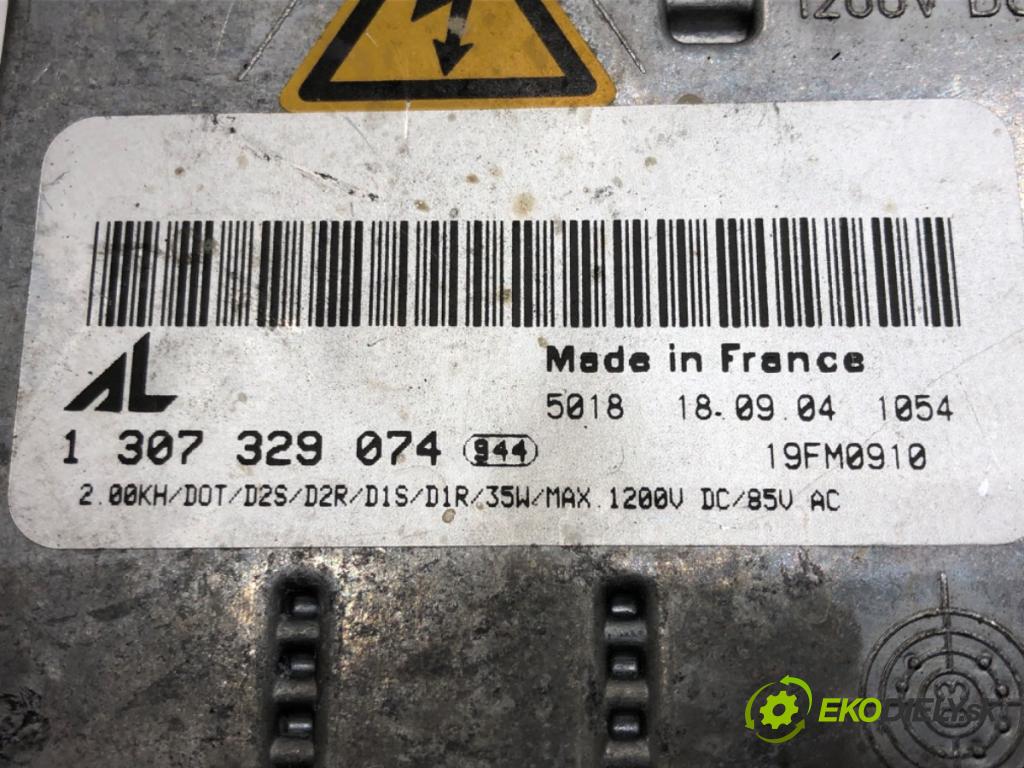 1200V DC
AL
Made in France
5018 18.09.04 1054
1 307 329 074 944
19FM0910
2.00KH/DOT/D2S/D2R/D1S/D1R/35W/MAX.1200V DC/85V AC
EKODIELY.SK